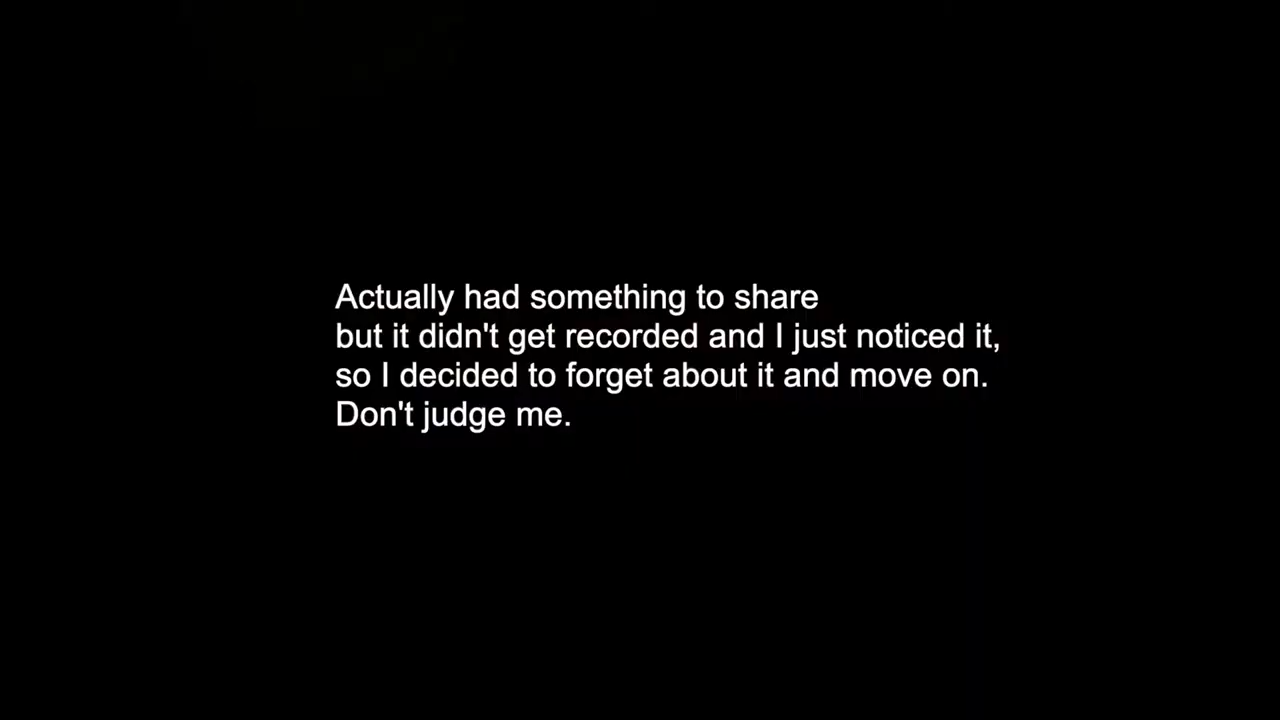 Actually had something to share
but it didn't get recorded and I just noticed it,
so I decided to forget about it and move on.
Don't judge me.